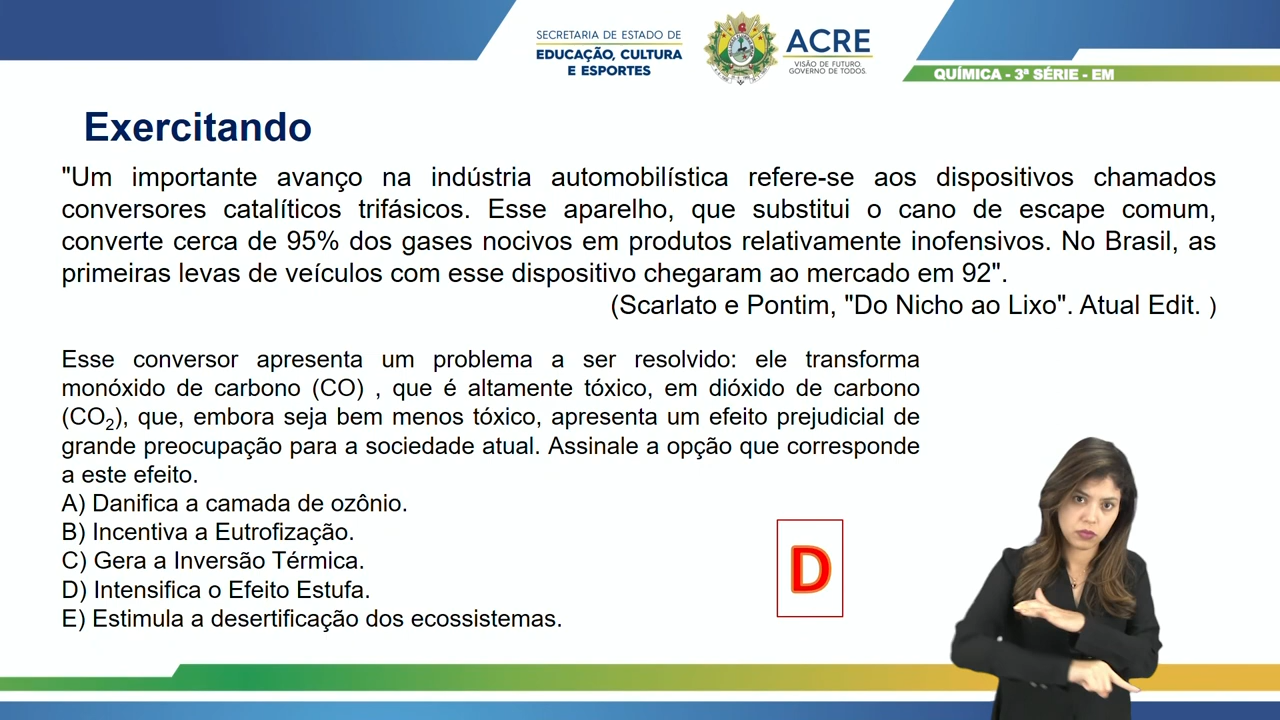 SECRETARIA DE ESTADO DE
EDUCAÇÃO, CULTURA
E ESPORTES
ACRE
VISÃO DE FUTURO.
GOVERNO DE TODOS.
QUÍMICA - 3ª SÉRIE - EM
Exercitando
"Um importante avanço na indústria automobilística refere-se aos dispositivos chamados
conversores catalíticos trifásicos. Esse aparelho, que substitui o cano de escape comum,
converte cerca de 95% dos gases nocivos em produtos relativamente inofensivos. No Brasil, as
primeiras levas de veículos com esse dispositivo chegaram ao mercado em 92".
(Scarlato e Pontim, "Do Nicho ao Lixo". Atual Edit. )
Esse conversor apresenta um problema a ser resolvido: ele transforma
monóxido de carbono (CO) , que é altamente tóxico, em dióxido de carbono
(CO₂), que, embora seja bem menos tóxico, apresenta um efeito prejudicial de
grande preocupação para a sociedade atual. Assinale a opção que corresponde
a este efeito.
A) Danifica a camada de ozônio.
B) Incentiva a Eutrofização.
C) Gera a Inversão Térmica.
D) Intensifica o Efeito Estufa.
E) Estimula a desertificação dos ecossistemas.
D